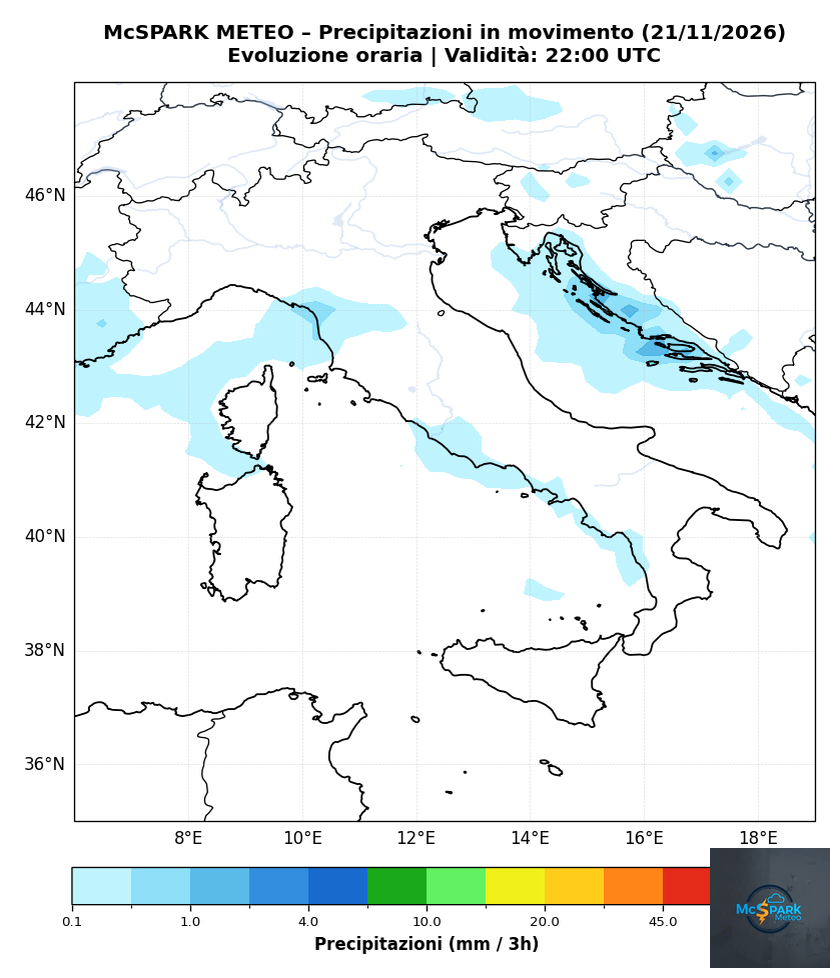 McSPARK METEO – Precipitazioni in movimento (21/11/2026)
Evoluzione oraria | Validità: 22:00 UTC
46°N
44°N
42°N
40°N
38°N
36°N
8°E 10°E 12°E 14°E 16°E 18°E
0.1 1.0 4.0 10.0 20.0 45.0
Precipitazioni (mm / 3h)
McSPARK
Meteo